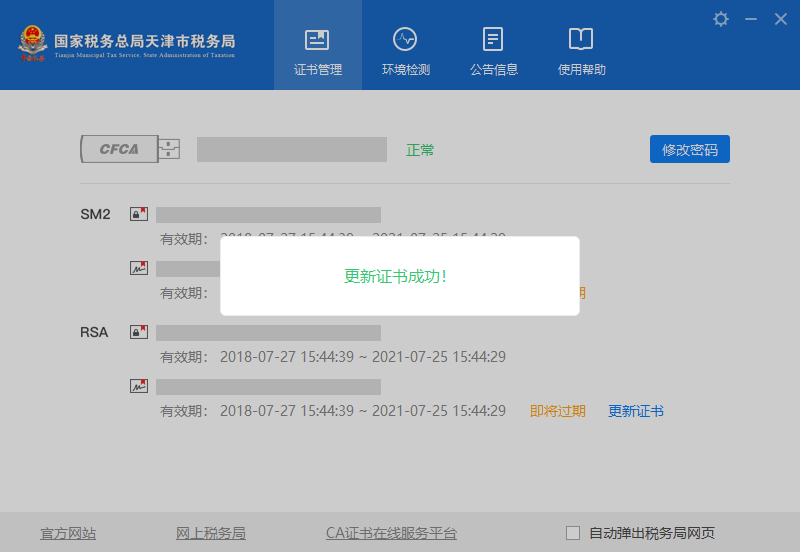 国家税务总局天津市税务局
Tianjin Municipal Tax Service, State Administration of Taxation
证书管理
环境检测
公告信息
使用帮助
CFCA
正常
修改密码
SM2
有效期：
2018-07-27 15:44:39 ~ 2021-07-25 15:44:29
更新证书成功！
有效期：
期
RSA
有效期： 2018-07-27 15:44:39 ~ 2021-07-25 15:44:29
有效期： 2018-07-27 15:44:39 ~ 2021-07-25 15:44:29 即将过期 更新证书
官方网站 网上税务局 CA证书在线服务平台 自动弹出税务局网页